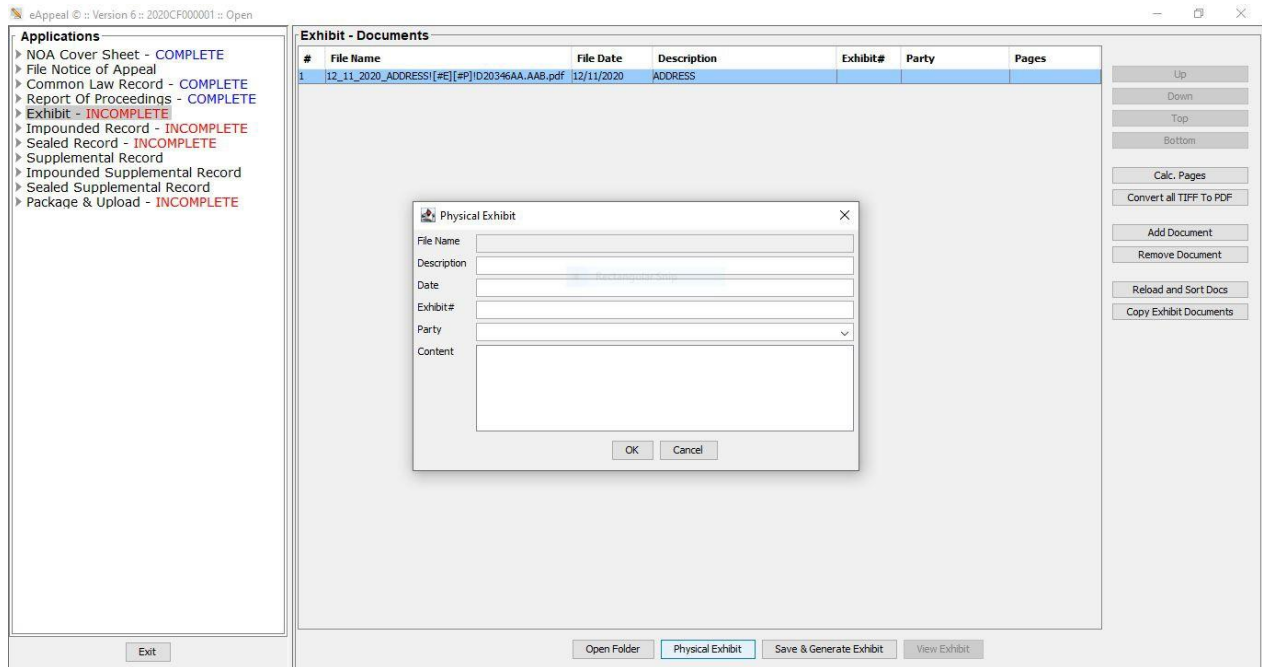 eAppeal © :: Version 6 :: 2020CF000001 :: Open
Applications
NOA Cover Sheet - COMPLETE
File Notice of Appeal
Common Law Record - COMPLETE
Report Of Proceedings - COMPLETE
Exhibit - INCOMPLETE
Impounded Record - INCOMPLETE
Sealed Record - INCOMPLETE
Supplemental Record
Impounded Supplemental Record
Sealed Supplemental Record
Package & Upload - INCOMPLETE
Exit
Exhibit - Documents
# File Name File Date Description Exhibit# Party Pages
1 12_11_2020_ADDRESS![#E][#P]!D20346AA.AAB.pdf 12/11/2020 ADDRESS
Physical Exhibit
File Name
Description
Rectangular Snip
Date
Exhibit#
Party
Content
OK Cancel
Up
Down
Top
Bottom
Calc. Pages
Convert all TIFF To PDF
Add Document
Remove Document
Reload and Sort Docs
Copy Exhibit Documents
Open Folder Physical Exhibit Save & Generate Exhibit View Exhibit